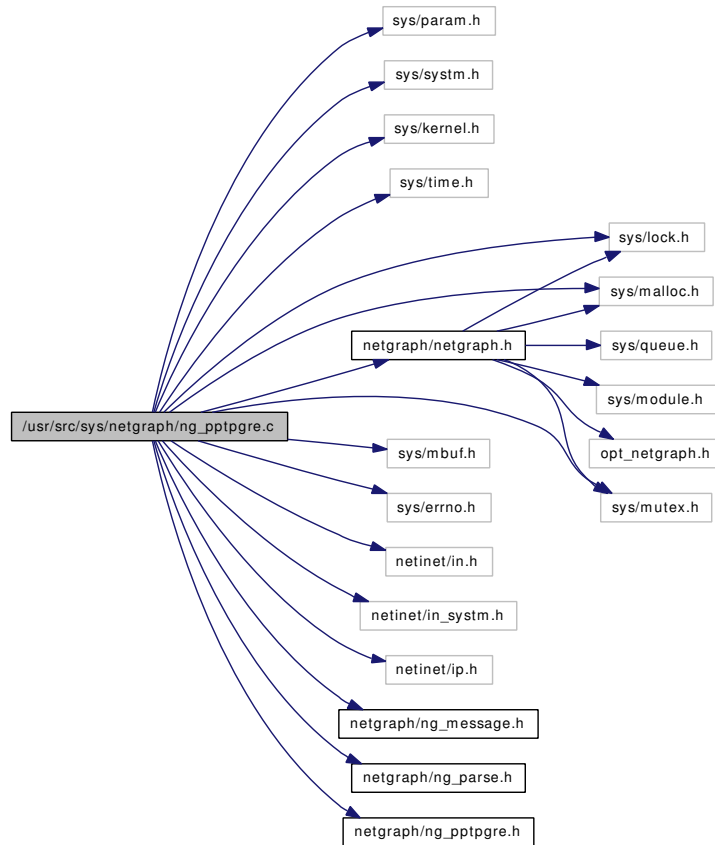 sys/param.h
sys/systm.h
sys/kernel.h
sys/time.h
sys/lock.h
sys/malloc.h
netgraph/netgraph.h
sys/queue.h
sys/module.h
/usr/src/sys/netgraph/ng_pptpgre.c
sys/mbuf.h
opt_netgraph.h
sys/errno.h
sys/mutex.h
netinet/in.h
netinet/in_systm.h
netinet/ip.h
netgraph/ng_message.h
netgraph/ng_parse.h
netgraph/ng_pptpgre.h